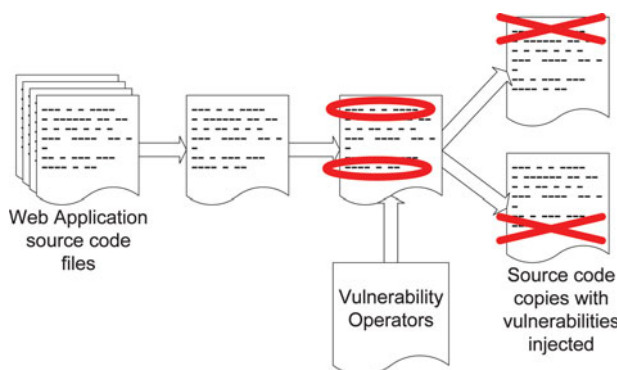 Web Application
source code
files
Vulnerability
Operators
Source code
copies with
vulnerabilities
injected